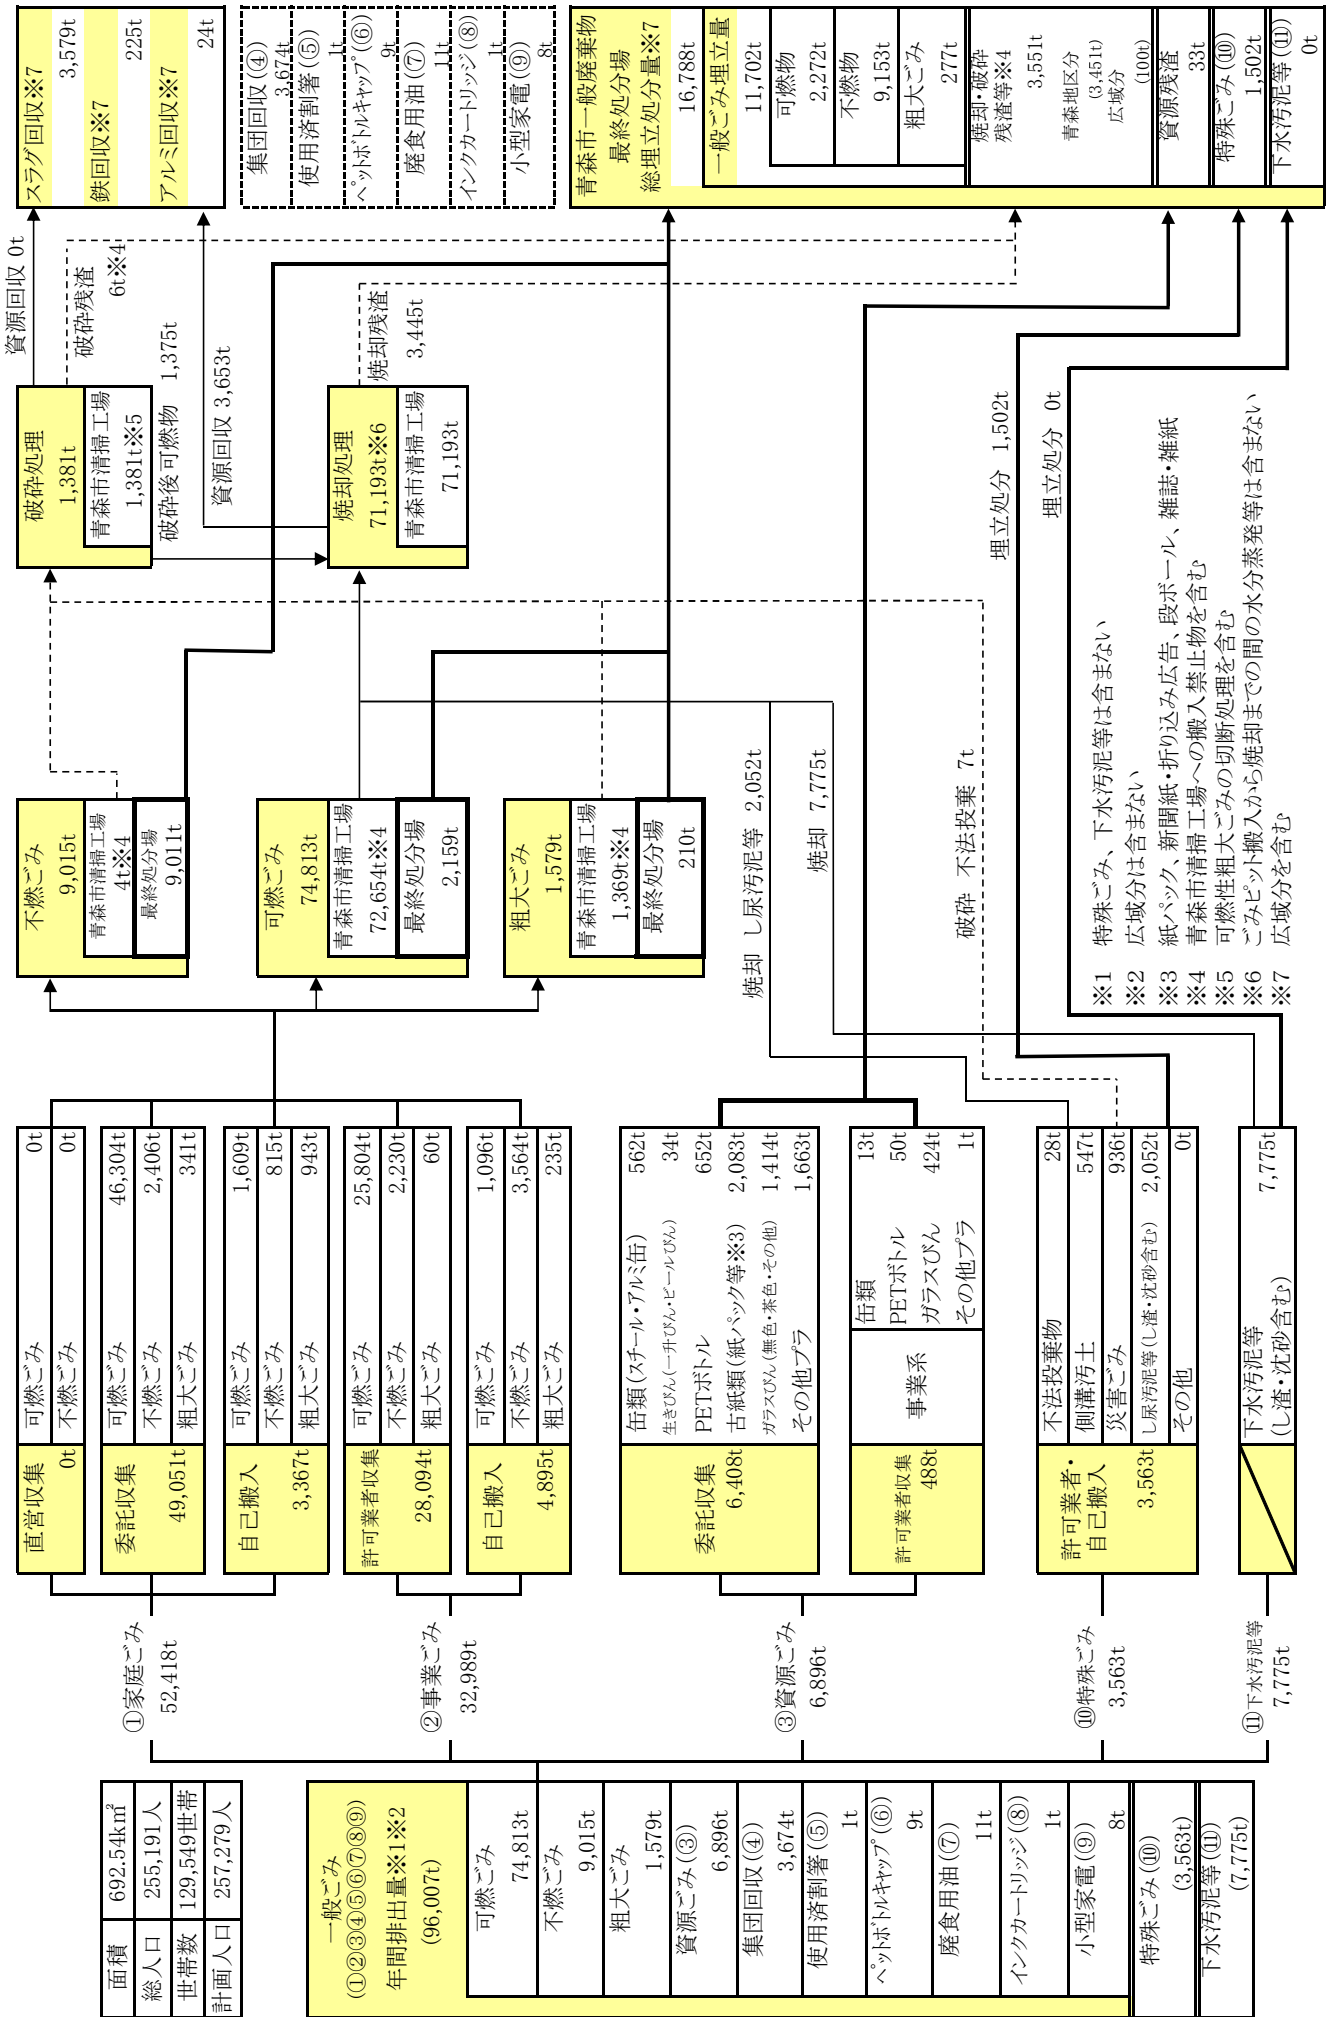 面積 692.54km²
総人口 255,191人
世帯数 129,549世帯
計画人口 257,279人
一般ごみ
(①②③④⑤⑥⑦⑧⑨)
年間排出量※1※2
(96,007t)
可燃ごみ
74,813t
不燃ごみ
9,015t
粗大ごみ
1,579t
資源ごみ(③)
6,896t
集団回収(④)
3,674t
使用済割箸(⑤)
1t
ペットボトルキャップ(⑥)
9t
廃食用油(⑦)
11t
インクカートリッジ(⑧)
1t
小型家電(⑨)
8t
特殊ごみ(⑩)
(3,563t)
下水汚泥等(⑪)
(7,775t)
①家庭ごみ
52,418t
②事業ごみ
32,989t
③資源ごみ
6,896t
⑩特殊ごみ
3,563t
⑪下水汚泥等
7,775t
直営収集
0t
可燃ごみ 0t
不燃ごみ 0t
委託収集
49,051t
可燃ごみ 46,304t
不燃ごみ 2,406t
粗大ごみ 341t
自己搬入
3,367t
可燃ごみ 1,609t
不燃ごみ 815t
粗大ごみ 943t
許可業者収集
28,094t
可燃ごみ 25,804t
不燃ごみ 2,230t
粗大ごみ 60t
自己搬入
4,895t
可燃ごみ 1,096t
不燃ごみ 3,564t
粗大ごみ 235t
委託収集
6,408t
缶類(スチール・アルミ缶) 562t
生きびん(一升びん・ビールびん) 34t
PETボトル 652t
古紙類(紙パック等※3) 2,083t
ガラスびん(無色・茶色・その他) 1,414t
その他プラ 1,663t
許可業者収集
488t
事業系
缶類 13t
PETボトル 50t
ガラスびん 424t
その他プラ 1t
許可業者・
自己搬入
3,563t
不法投棄物 28t
側溝汚土 547t
災害ごみ 936t
し尿汚泥等(し渣・沈砂含む) 2,052t
その他 0t
下水汚泥等
(し渣・沈砂含む)
7,775t
不燃ごみ
9,015t
青森市清掃工場
4t※4
最終処分場
9,011t
可燃ごみ
74,813t
青森市清掃工場
72,654t※4
最終処分場
2,159t
粗大ごみ
1,579t
青森市清掃工場
1,369t※4
最終処分場
210t
焼却 し尿汚泥等 2,052t
焼却 7,775t
破砕 不法投棄 7t
埋立処分 1,502t
埋立処分 0t
破砕処理
1,381t
青森市清掃工場
1,381t※5
破砕後可燃物 1,375t
資源回収 3,653t
焼却処理
71,193t※6
青森市清掃工場
71,193t
資源回収 0t
破砕残渣
6t※4
焼却残渣
3,445t
スラグ回収※7
3,579t
鉄回収※7
225t
アルミ回収※7
24t
集団回収(④)
3,674t
使用済割箸(⑤)
1t
ペットボトルキャップ(⑥)
9t
廃食用油(⑦)
11t
インクカートリッジ(⑧)
1t
小型家電(⑨)
8t
青森市一般廃棄物
最終処分場
総埋立処分量※7
16,788t
一般ごみ埋立量
11,702t
可燃物
2,272t
不燃物
9,153t
粗大ごみ
277t
焼却・破砕
残渣等※4
3,551t
青森地区分
(3,451t)
広域分
(100t)
資源残渣
33t
特殊ごみ(⑩)
1,502t
下水汚泥等(⑪)
0t
※1 特殊ごみ、下水汚泥等は含まない
※2 広域分は含まない
※3 紙パック、新聞紙・折り込み広告、段ボール、雑誌・雑紙
※4 青森市清掃工場への搬入禁止物を含む
※5 可燃性粗大ごみの切断処理を含む
※6 ごみピット搬入から焼却までの間の水分蒸発等は含まない
※7 広域分を含む